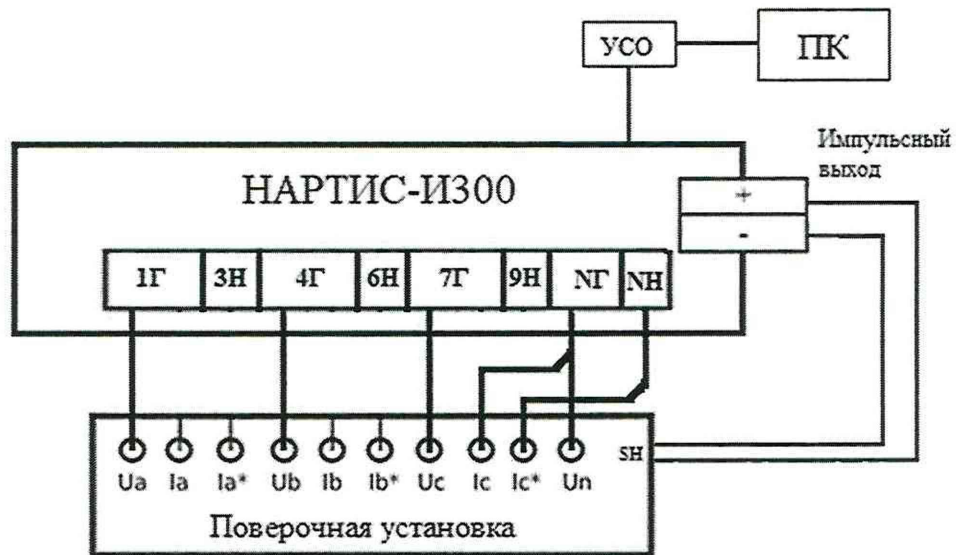 УСО
ПК
Импульсный
выход
НАРТИС-И300
+
-
1Г 3Н 4Г 6Н 7Г 9Н NГ NН
Ua Ia Ia* Ub Ib Ib* Uc Ic Ic* Un
SH
Поверочная установка